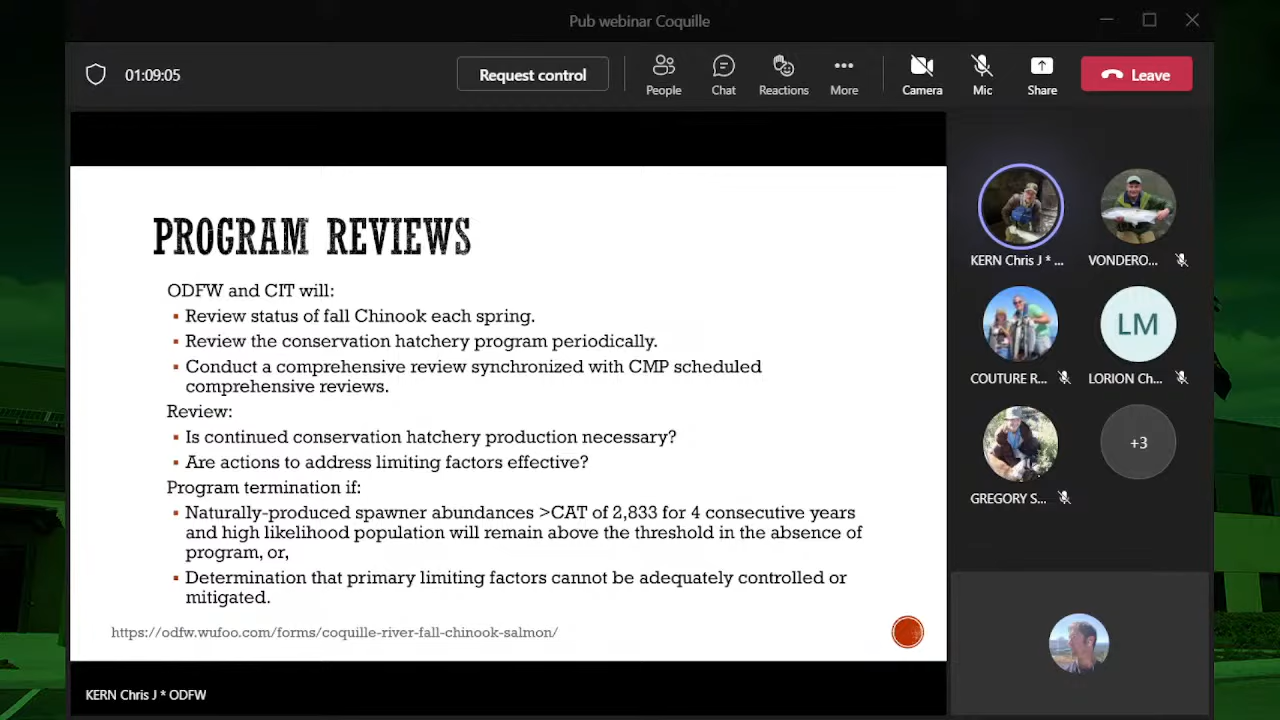 Pub webinar Coquille
01:09:05
Request control
People
Chat
Reactions
More
Camera
Mic
Share
Leave
PROGRAM REVIEWS
ODFW and CIT will:
▪ Review status of fall Chinook each spring.
▪ Review the conservation hatchery program periodically.
▪ Conduct a comprehensive review synchronized with CMP scheduled
comprehensive reviews.
Review:
▪ Is continued conservation hatchery production necessary?
▪ Are actions to address limiting factors effective?
Program termination if:
▪ Naturally-produced spawner abundances >CAT of 2,833 for 4 consecutive years
and high likelihood population will remain above the threshold in the absence of
program, or,
▪ Determination that primary limiting factors cannot be adequately controlled or
mitigated.
https://odfw.wufoo.com/forms/coquille-river-fall-chinook-salmon/
KERN Chris J * ODFW
KERN Chris J * ...
VONDERO...
COUTURE R...
LM
LORION Ch...
GREGORY S...
+3